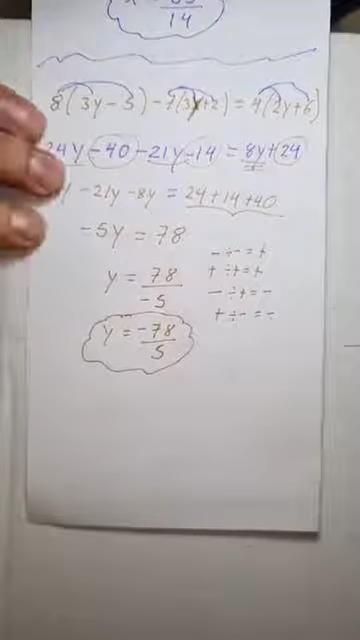 14
8(3y-5)-7(3y+2)=4(2y+6)
24y-40-21y-14=8y+24
-21y-8y=24+14+40
-5y=78
y=78/-5
y=-78/5
-÷-=+
+÷+=+
-÷+=-
+÷-=-